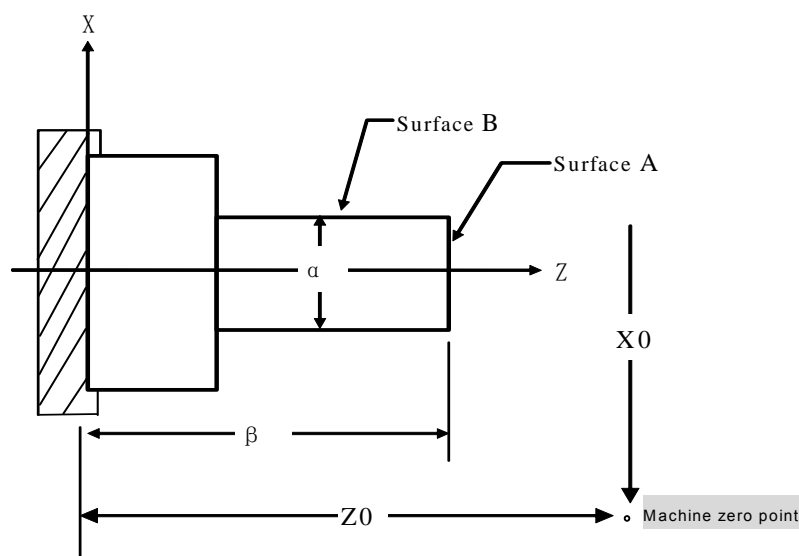 X
Surface B
Surface A
α
Z
X0
β
Z0
Machine zero point